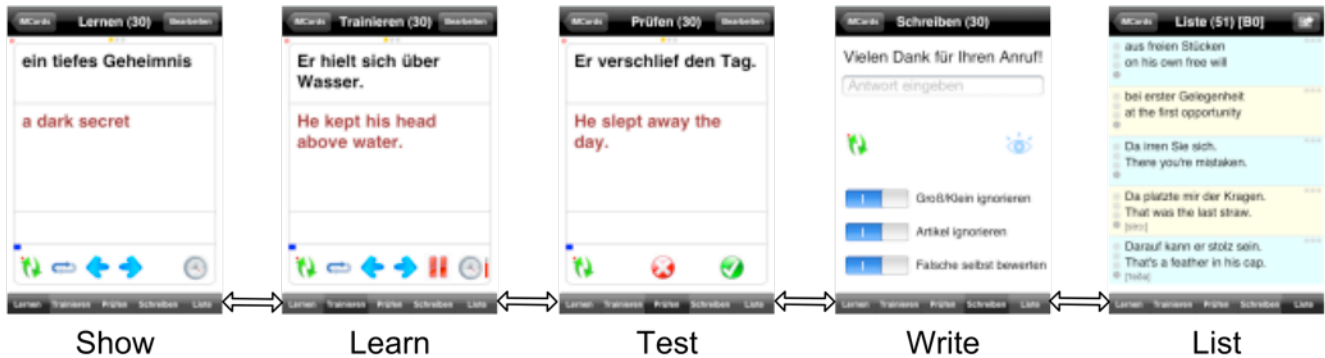 iMCards Lernen (30) Bearbeiten
ein tiefes Geheimnis
a dark secret
Lernen Trainieren Prüfen Schreiben Liste
Show
iMCards Trainieren (30) Bearbeiten
Er hielt sich über
Wasser.
He kept his head
above water.
Lernen Trainieren Prüfen Schreiben Liste
Learn
iMCards Prüfen (30) Bearbeiten
Er verschlief den Tag.
He slept away the
day.
Lernen Trainieren Prüfen Schreiben Liste
Test
iMCards Schreiben (30)
Vielen Dank für Ihren Anruf!
Antwort eingeben
Groß/Klein ignorieren
Artikel ignorieren
Falsche selbst bewerten
Lernen Trainieren Prüfen Schreiben Liste
Write
iMCards Liste (51) [B0]
aus freien Stücken
on his own free will
bei erster Gelegenheit
at the first opportunity
Da irren Sie sich.
There you're mistaken.
Da platzte mir der Kragen.
That was the last straw.
Darauf kann er stolz sein.
That's a feather in his cap.
Lernen Trainieren Prüfen Schreiben Liste
List